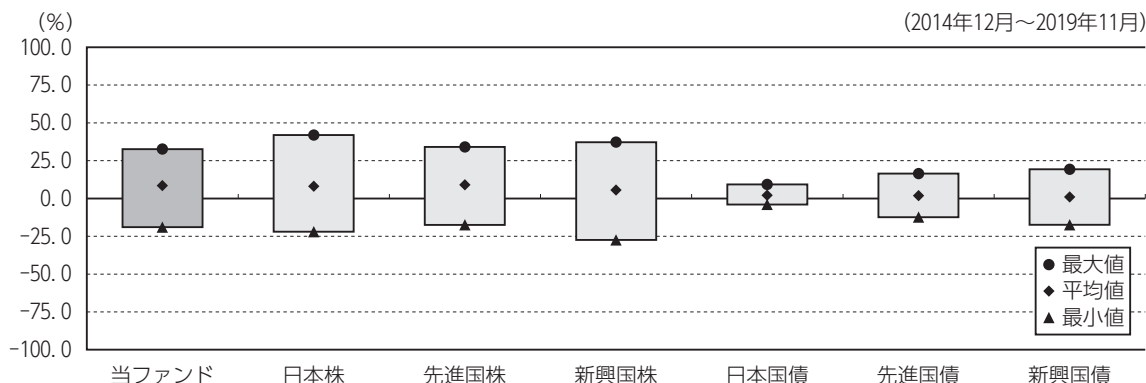 (%)
(2014年12月～2019年11月)
100.0
75.0
50.0
25.0
0.0
-25.0
-50.0
-75.0
-100.0
● 最大値
◆ 平均値
▲ 最小値
当ファンド 日本株 先進国株 新興国株 日本国債 先進国債 新興国債